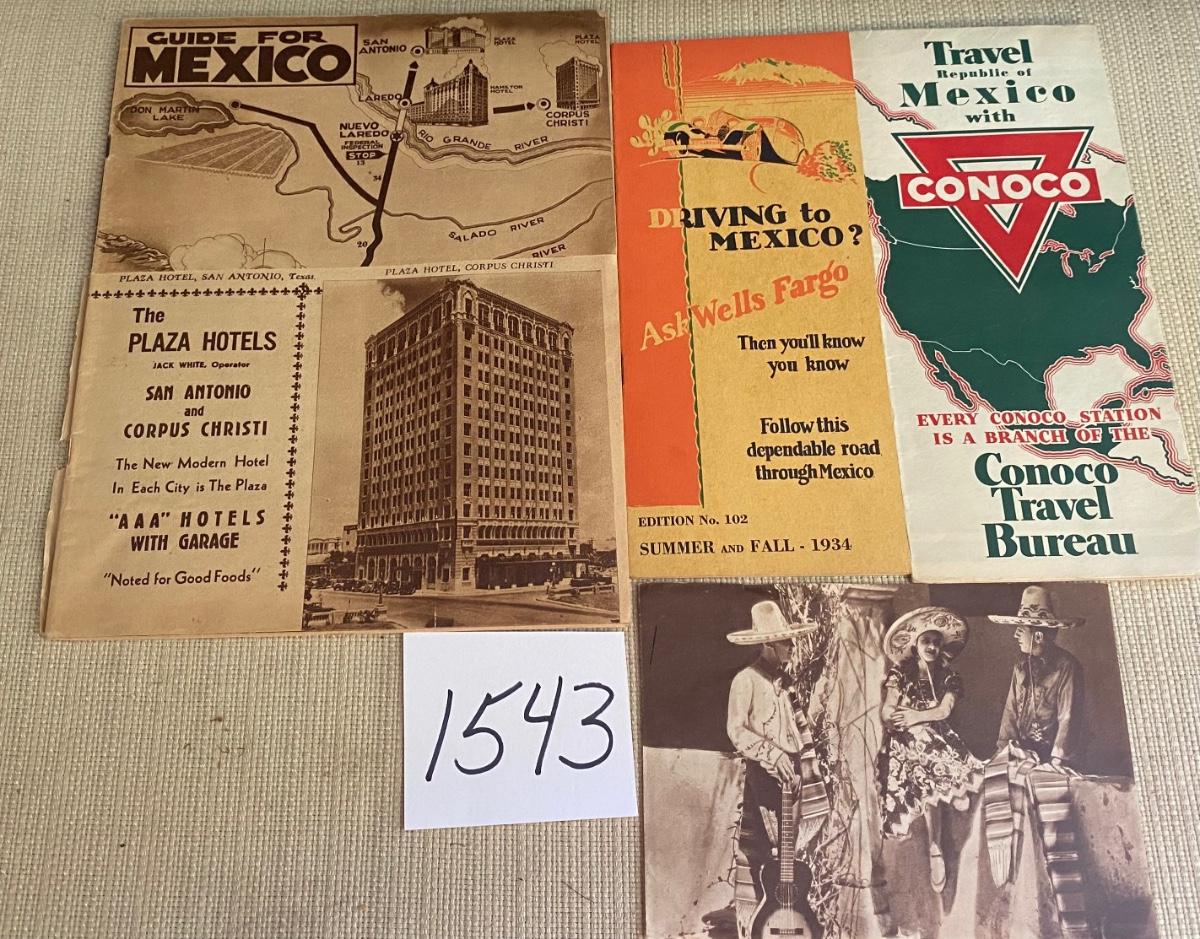 GUIDE FOR
MEXICO
SAN
ANTONIO
PLAZA
HOTEL
PLAZA
HOTEL
HAMILTON
HOTEL
LAREDO
CORPUS
CHRISTI
DON MARTIN
LAKE
NUEVO
LAREDO
FEDERAL
INSPECTION
STOP
13
34
20
RIO GRANDE RIVER
SALADO RIVER
RIVER
PLAZA HOTEL, SAN ANTONIO, Texas
PLAZA HOTEL, CORPUS CHRISTI
The
PLAZA HOTELS
JACK WHITE, Operator
SAN ANTONIO
and
CORPUS CHRISTI
The New Modern Hotel
In Each City is The Plaza
"AAA" HOTELS
WITH GARAGE
"Noted for Good Foods"
DRIVING to
MEXICO?
Ask Wells Fargo
Then you'll know
you know
Follow this
dependable road
through Mexico
EDITION No. 102
SUMMER AND FALL - 1934
Travel
Republic of
Mexico
with
CONOCO
EVERY CONOCO STATION
IS A BRANCH OF THE
Conoco
Travel
Bureau
1543